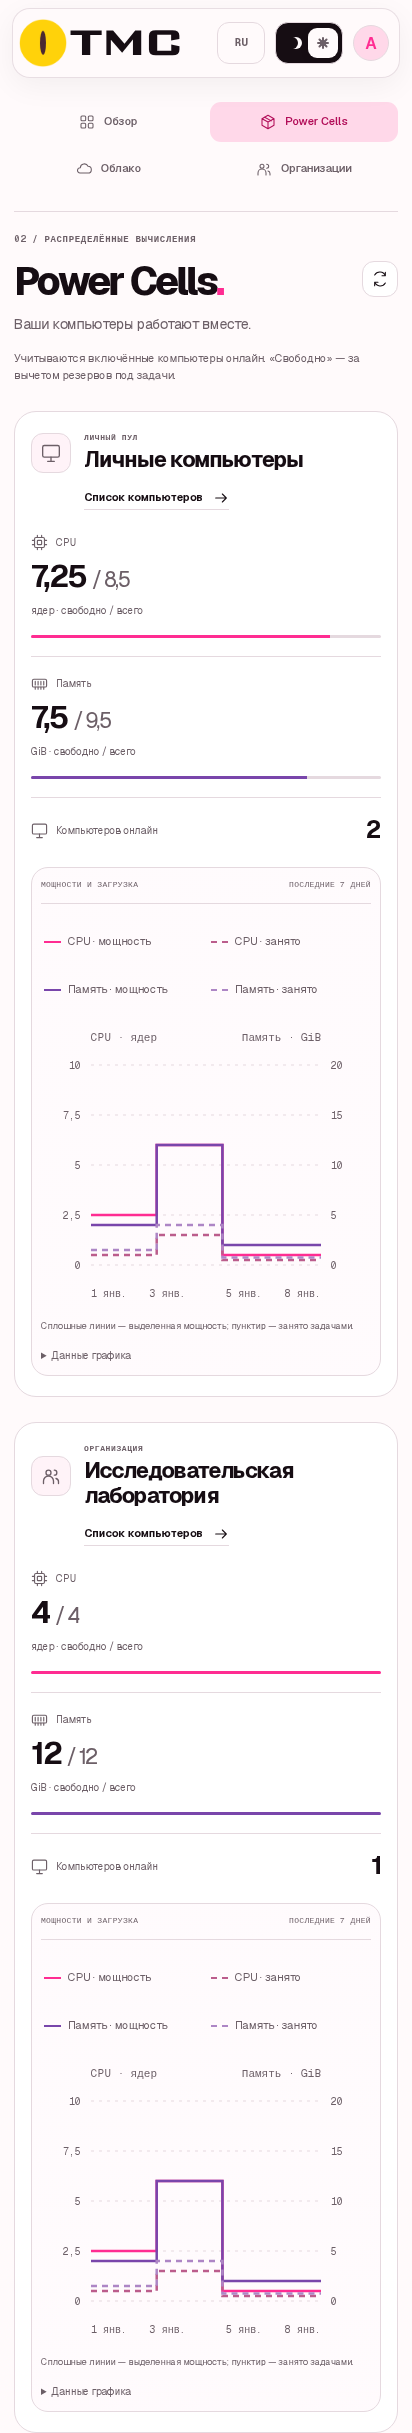 TMC
RU
A
Обзор
Power Cells
Облако
Организации
02 / РАСПРЕДЕЛЁННЫЕ ВЫЧИСЛЕНИЯ
Power Cells.
Ваши компьютеры работают вместе.
Учитываются включённые компьютеры онлайн. «Свободно» — за
вычетом резервов под задачи.
ЛИЧНЫЙ ПУЛ
Личные компьютеры
Список компьютеров →
CPU
7,25 / 8,5
ядер · свободно / всего
Память
7,5 / 9,5
GiB · свободно / всего
Компьютеров онлайн 2
МОЩНОСТИ И ЗАГРУЗКА ПОСЛЕДНИЕ 7 ДНЕЙ
CPU · мощность CPU · занято
Память · мощность Память · занято
CPU · ядер Память · GiB
10 20
7,5 15
5 10
2,5 5
0 0
1 янв. 3 янв. 5 янв. 8 янв.
Сплошные линии — выделенная мощность; пунктир — занято задачами.
▶ Данные графика
ОРГАНИЗАЦИЯ
Исследовательская
лаборатория
Список компьютеров →
CPU
4 / 4
ядер · свободно / всего
Память
12 / 12
GiB · свободно / всего
Компьютеров онлайн 1
МОЩНОСТИ И ЗАГРУЗКА ПОСЛЕДНИЕ 7 ДНЕЙ
CPU · мощность CPU · занято
Память · мощность Память · занято
CPU · ядер Память · GiB
10 20
7,5 15
5 10
2,5 5
0 0
1 янв. 3 янв. 5 янв. 8 янв.
Сплошные линии — выделенная мощность; пунктир — занято задачами.
▶ Данные графика